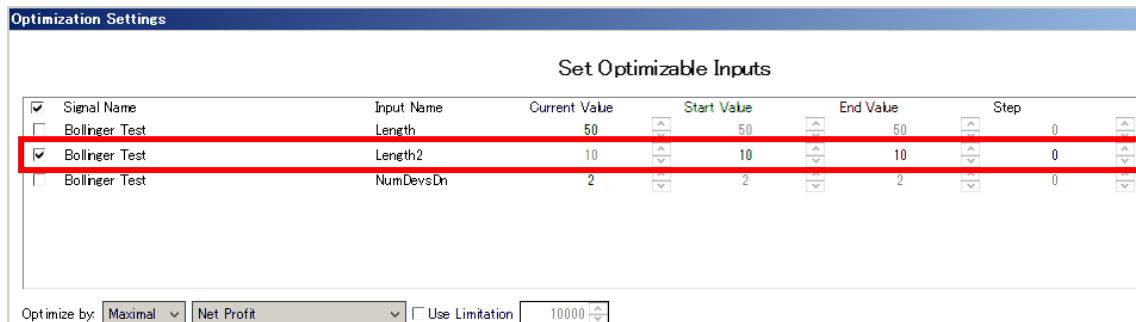 Optimization Settings
Set Optimizable Inputs
Signal Name Input Name Current Value Start Value End Value Step
Bollinger Test Length 50 50 50 0
Bollinger Test Length2 10 10 10 0
Bollinger Test NumDevsDn 2 2 2 0
Optimize by: Maximal Net Profit Use Limitation 10000